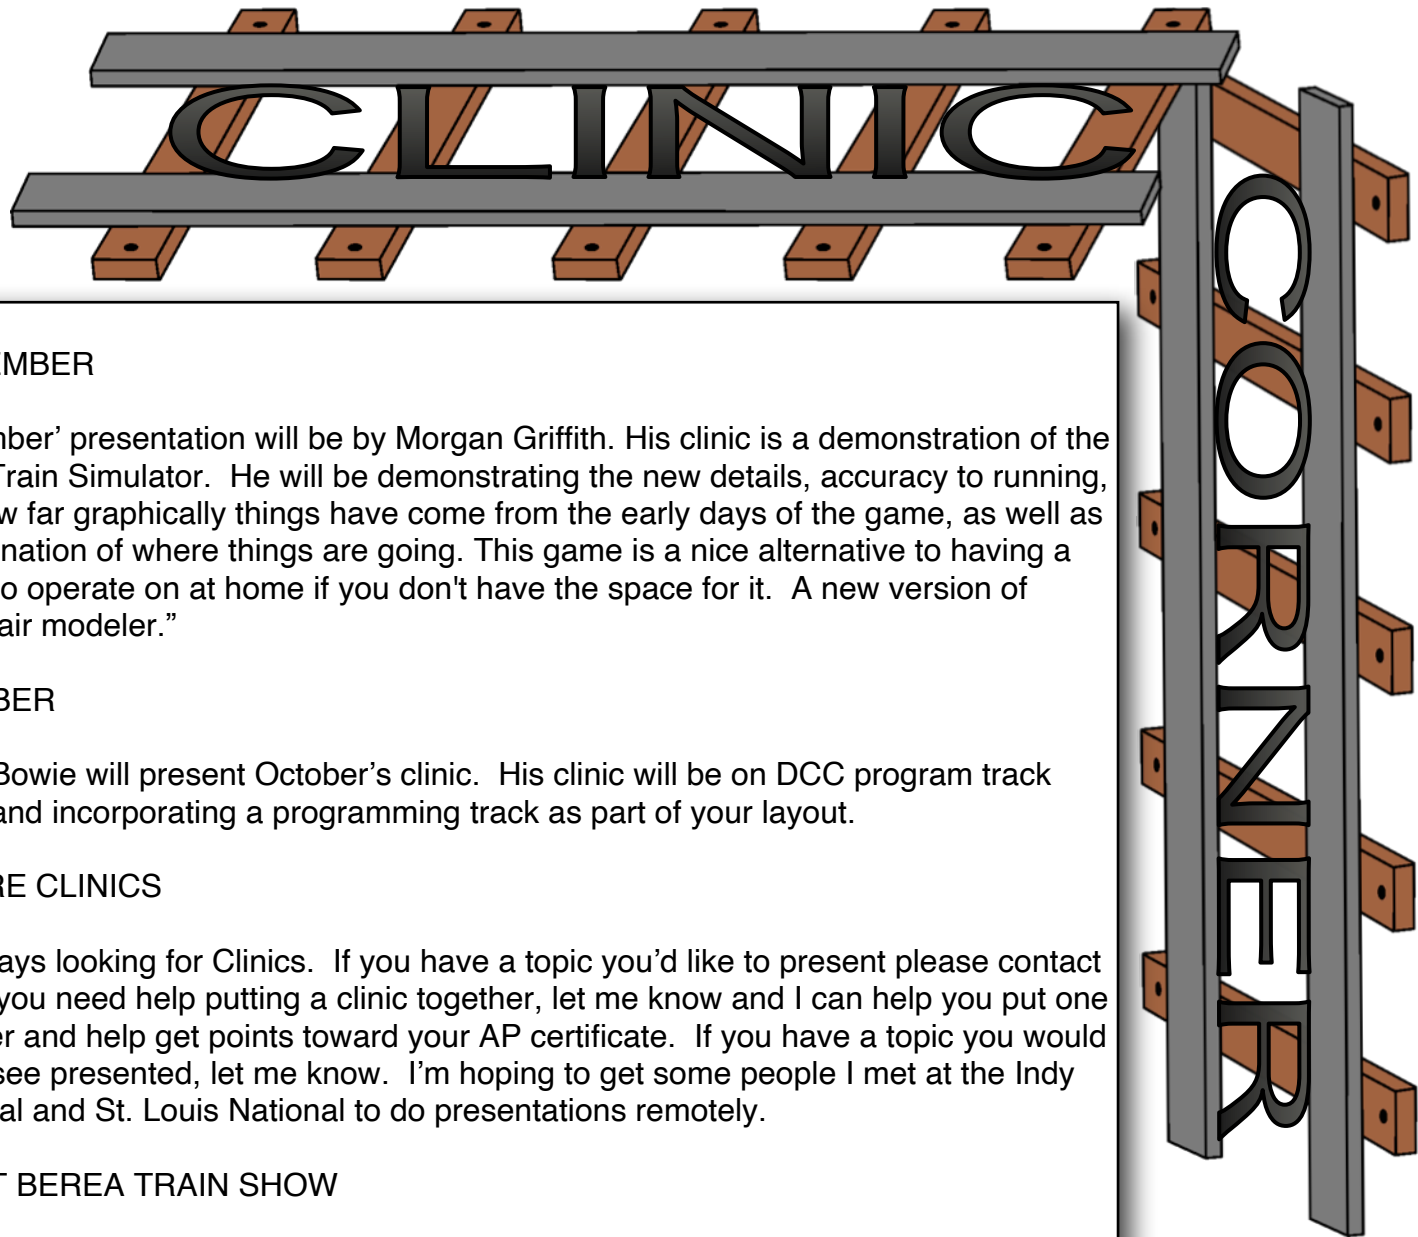 CLINIC
CORNER
EMBER
nber’ presentation will be by Morgan Griffith. His clinic is a demonstration of the
Train Simulator.  He will be demonstrating the new details, accuracy to running,
w far graphically things have come from the early days of the game, as well as
nation of where things are going. This game is a nice alternative to having a
o operate on at home if you don't have the space for it.  A new version of
air modeler.”
BER
Bowie will present October’s clinic.  His clinic will be on DCC program track
and incorporating a programming track as part of your layout.
RE CLINICS
ays looking for Clinics.  If you have a topic you’d like to present please contact
you need help putting a clinic together, let me know and I can help you put one
er and help get points toward your AP certificate.  If you have a topic you would
see presented, let me know.  I’m hoping to get some people I met at the Indy
al and St. Louis National to do presentations remotely.
T BEREA TRAIN SHOW